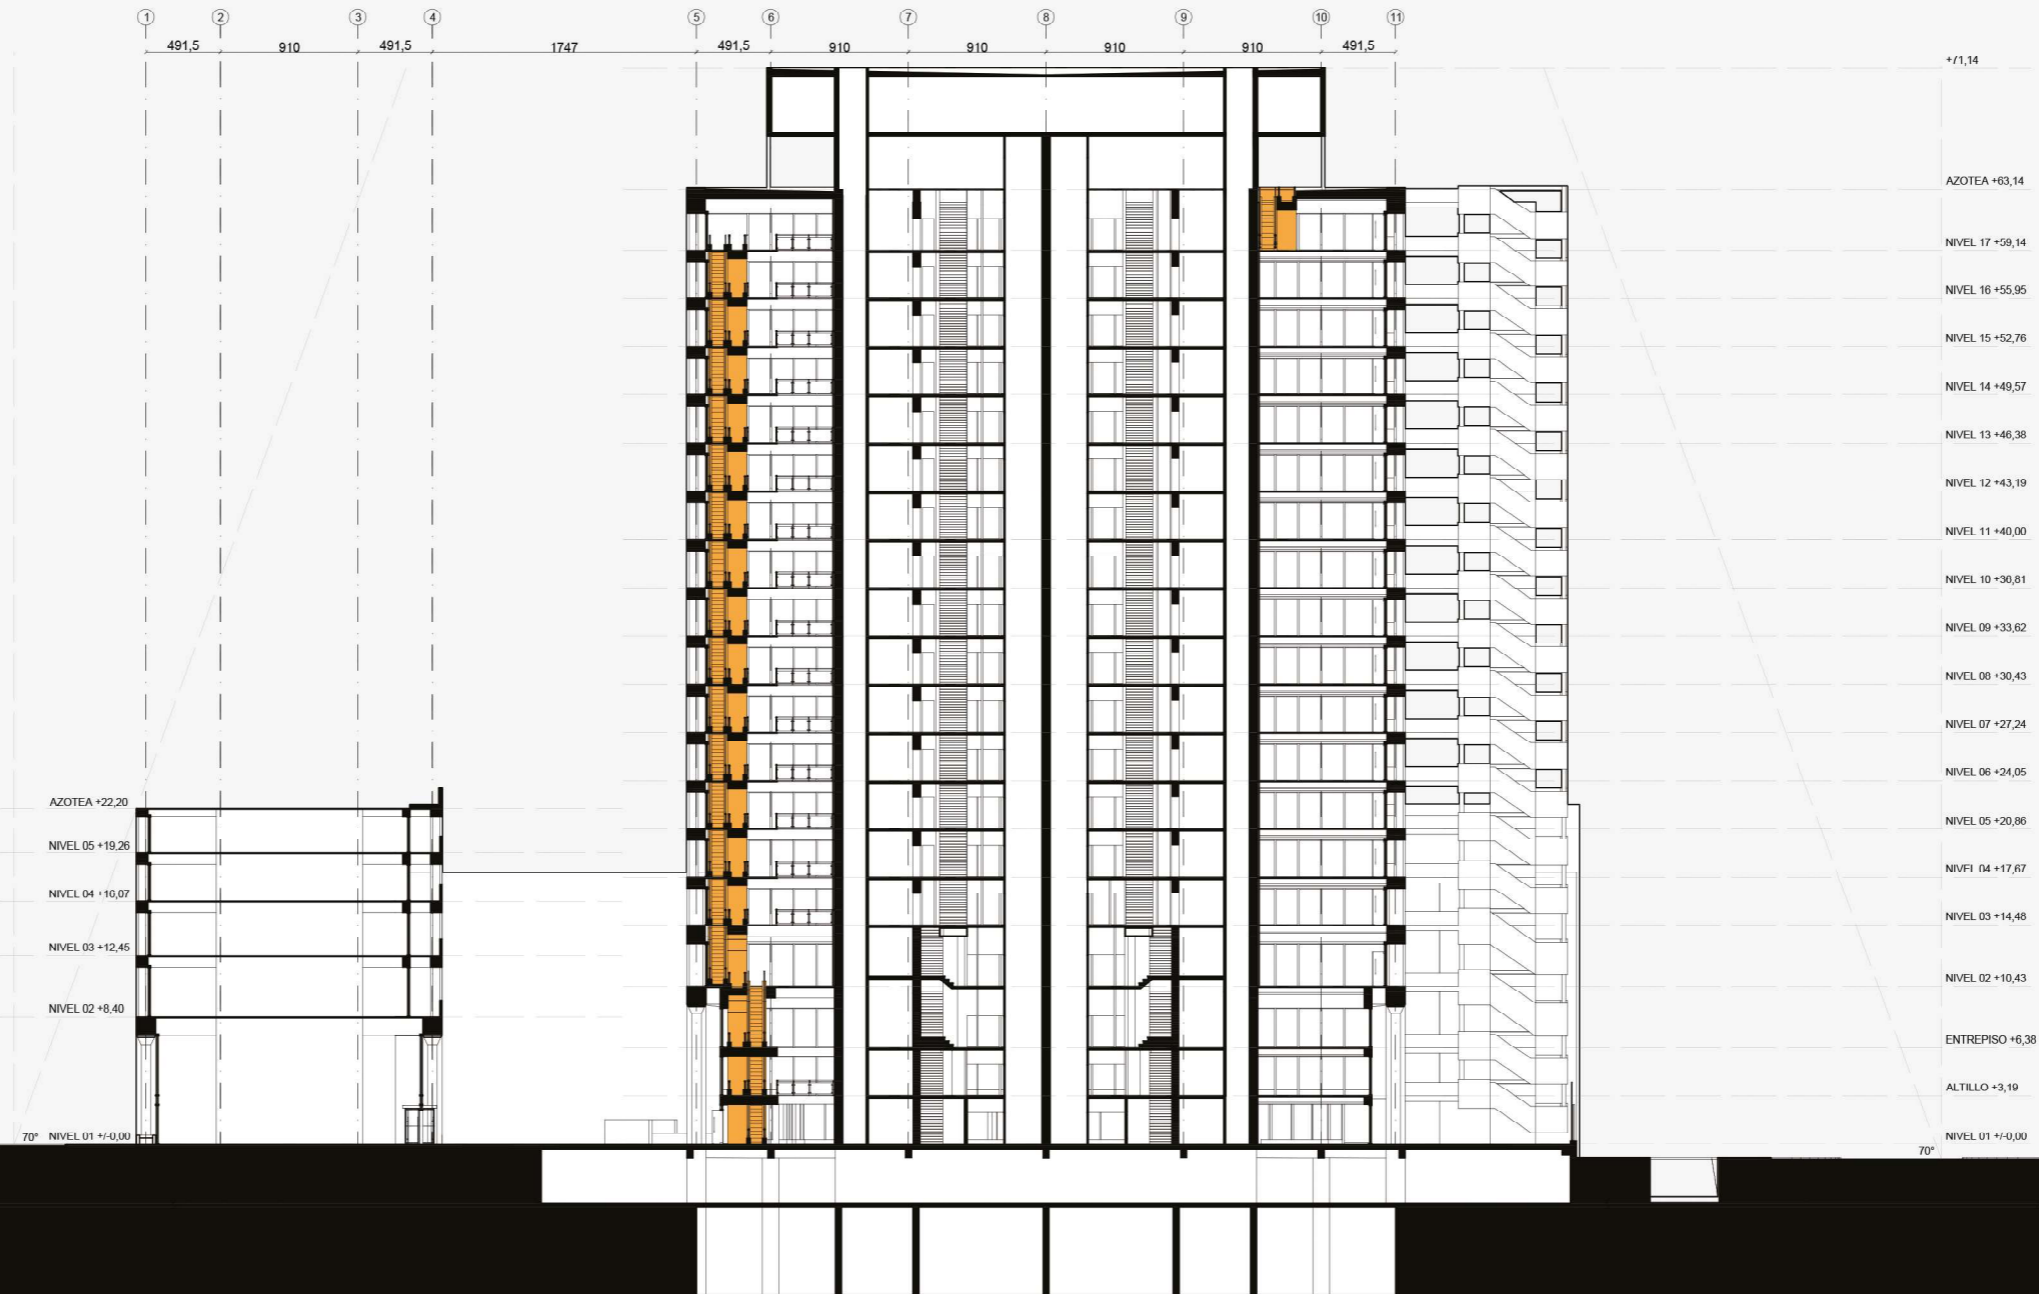 1 2 3 4 5 6 7 8 9 10 11
491,5 910 491,5 1747 491,5 910 910 910 910 491,5
+71,14
AZOTEA +63,14
NIVEL 17 +59,14
NIVEL 16 +55,95
NIVEL 15 +52,76
NIVEL 14 +49,57
NIVEL 13 +46,38
NIVEL 12 +43,19
NIVEL 11 +40,00
NIVEL 10 +36,81
NIVEL 09 +33,62
NIVEL 08 +30,43
NIVEL 07 +27,24
NIVEL 06 +24,05
NIVEL 05 +20,86
NIVEL 04 +17,67
NIVEL 03 +14,48
NIVEL 02 +10,43
ENTREPISO +6,38
ALTILLO +3,19
NIVEL 01 +/-0,00
70°
AZOTEA +22,20
NIVEL 05 +19,26
NIVEL 04 +16,07
NIVEL 03 +12,45
NIVEL 02 +8,40
70° NIVEL 01 +/-0,00